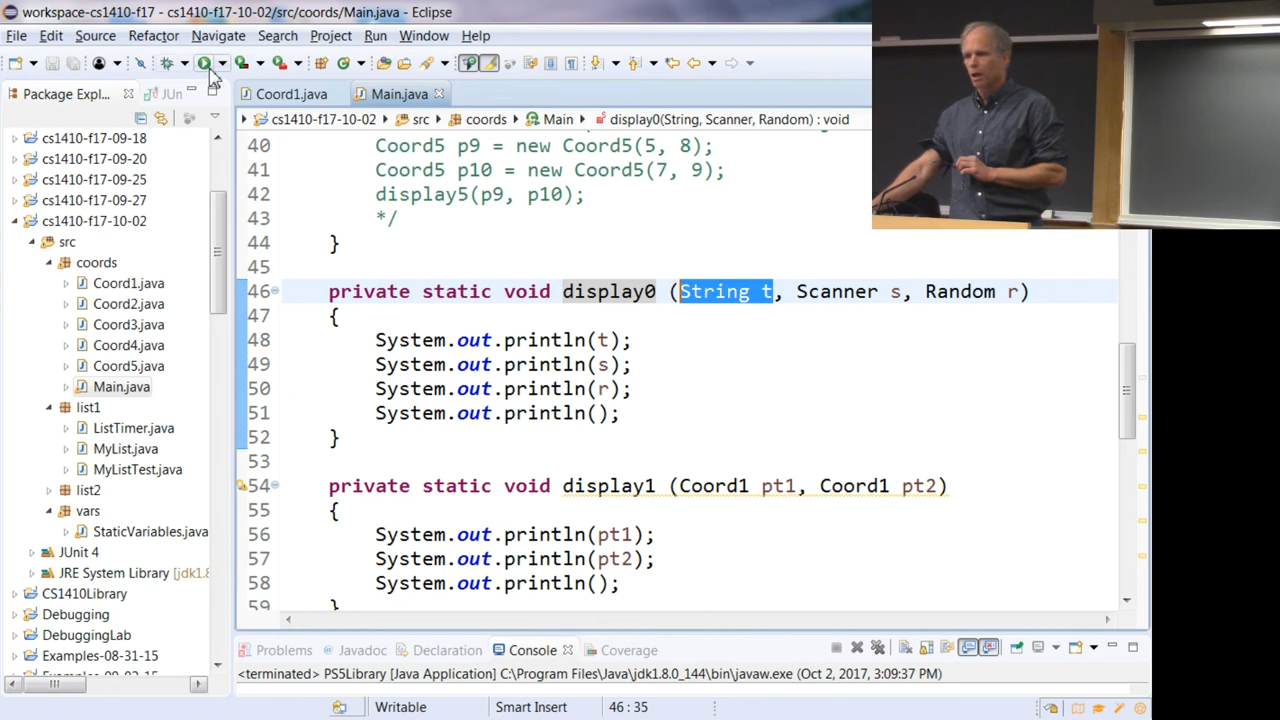 workspace-cs1410-f17 - cs1410-f17-10-02/src/coords/Main.java - Eclipse
File Edit Source Refactor Navigate Search Project Run Window Help
Package Expl...
JUn
Coord1.java
Main.java
cs1410-f17-10-02 src coords Main display0(String, Scanner, Random) : void
cs1410-f17-09-18
cs1410-f17-09-20
cs1410-f17-09-25
cs1410-f17-09-27
cs1410-f17-10-02
src
coords
Coord1.java
Coord2.java
Coord3.java
Coord4.java
Coord5.java
Main.java
list1
ListTimer.java
MyList.java
MyListTest.java
list2
vars
StaticVariables.java
JUnit 4
JRE System Library [jdk1.8
CS1410Library
Debugging
DebuggingLab
Examples-08-31-15
40 Coord5 p9 = new Coord5(5, 8);
41 Coord5 p10 = new Coord5(7, 9);
42 display5(p9, p10);
43 */
44 }
45
46 private static void display0 (String t, Scanner s, Random r)
47 {
48 System.out.println(t);
49 System.out.println(s);
50 System.out.println(r);
51 System.out.println();
52 }
53
54 private static void display1 (Coord1 pt1, Coord1 pt2)
55 {
56 System.out.println(pt1);
57 System.out.println(pt2);
58 System.out.println();
59 }
Problems Javadoc Declaration Console Coverage
<terminated> PS5Library [Java Application] C:\Program Files\Java\jdk1.8.0_144\bin\javaw.exe (Oct 2, 2017, 3:09:37 PM)
Writable Smart Insert 46 : 35